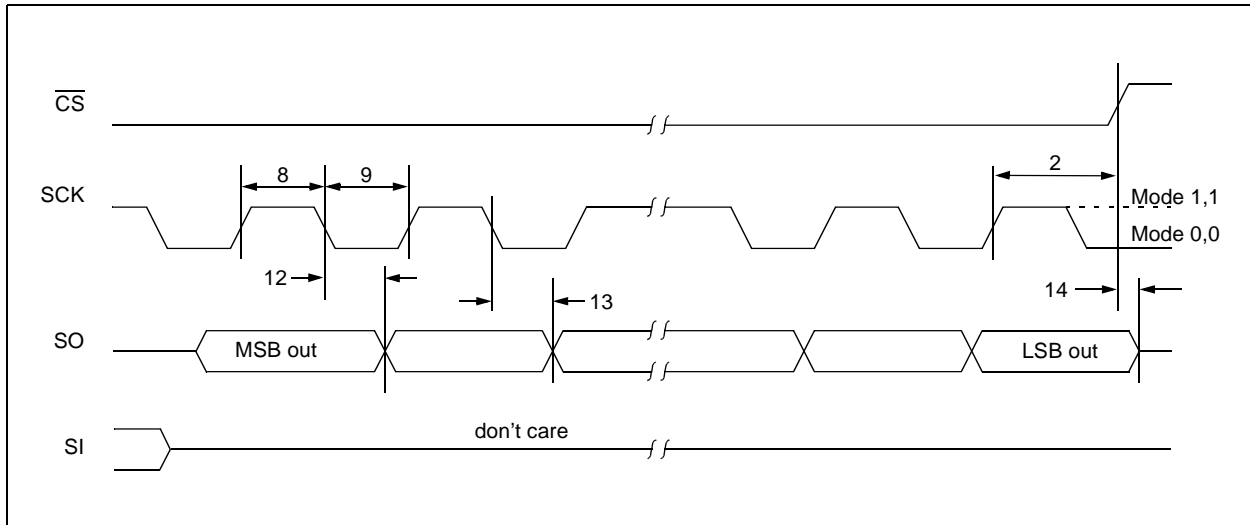 CS
2
8
9
SCK
Mode 1,1
Mode 0,0
12
13
14
SO
MSB out
LSB out
don't care
SI